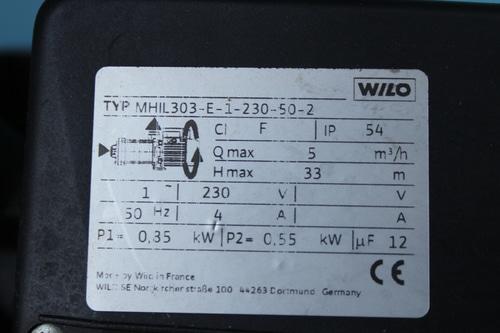 WILO
TYP MHIL303-E-1-230-50-2
Cl F IP 54
Q max 5 m³/h
H max 33 m
1 ~ 230 V V
50 Hz 4 A A
P1= 0,35 kW P2= 0,55 kW µF 12
Made by Wilo in France
WILO SE Nortkircherstraße 100 44263 Dortmund Germany
CE